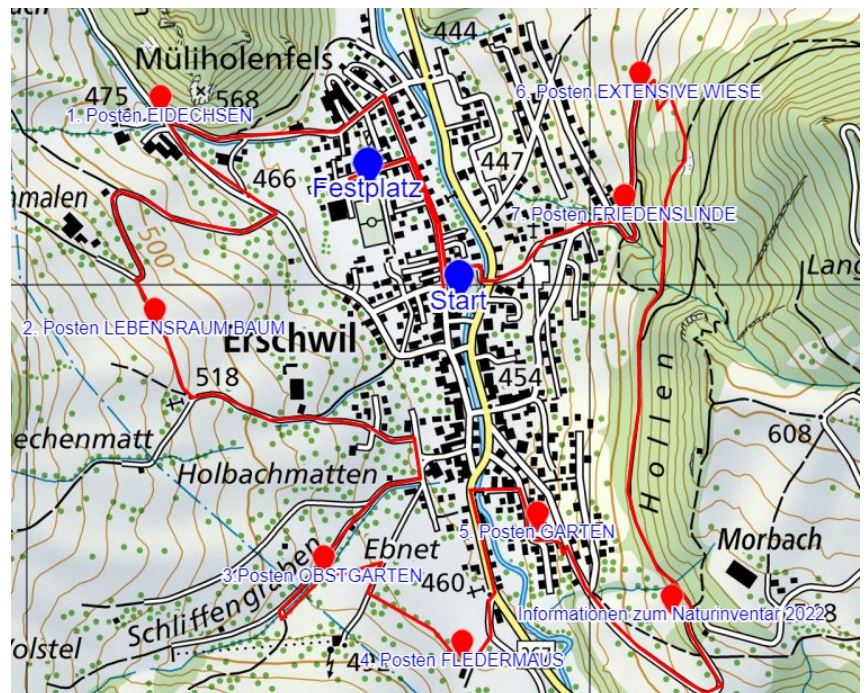 444
Müliholenfels
6. Posten EXTENSIVE WIESE
475
568
1. Posten EIDECHSEN
447
466
Festplatz
7. Posten FRIEDENSLINDE
malen
500
Start
Land
2. Posten LEBENSRAUM BAUM
Erschwil
518
454
echenmatt
608
Holbachmatten
Hollen
5. Posten GARTEN
Ebnet
Morbach
3.Posten OBSTGARTEN
460
Schliffengraben
Informationen zum Naturinventar 2022
olstel
4. Posten FLEDERMAUS